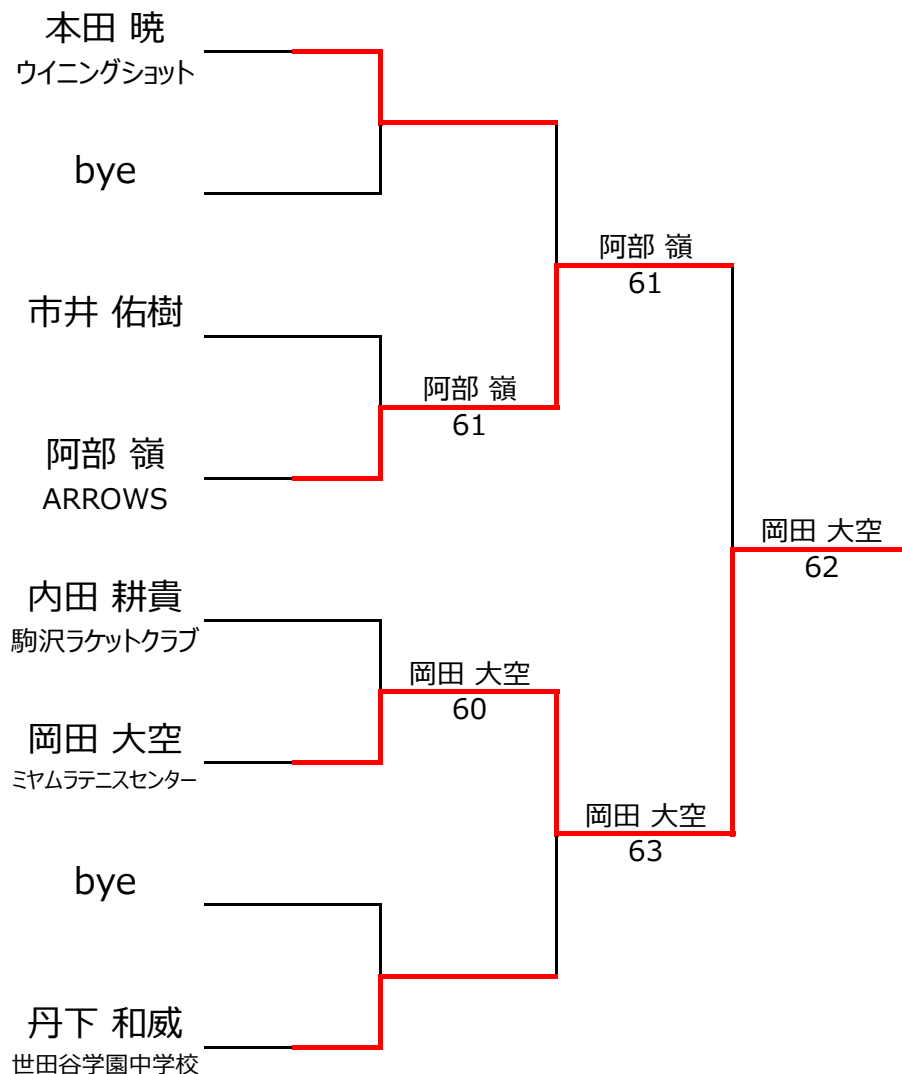 本田 暁
ウイニングショット
bye
市井 佑樹
阿部 嶺
ARROWS
内田 耕貴
駒沢ラケットクラブ
岡田 大空
ミヤムラテニスセンター
bye
丹下 和威
世田谷学園中学校
阿部 嶺
61
岡田 大空
60
阿部 嶺
61
岡田 大空
63
岡田 大空
62